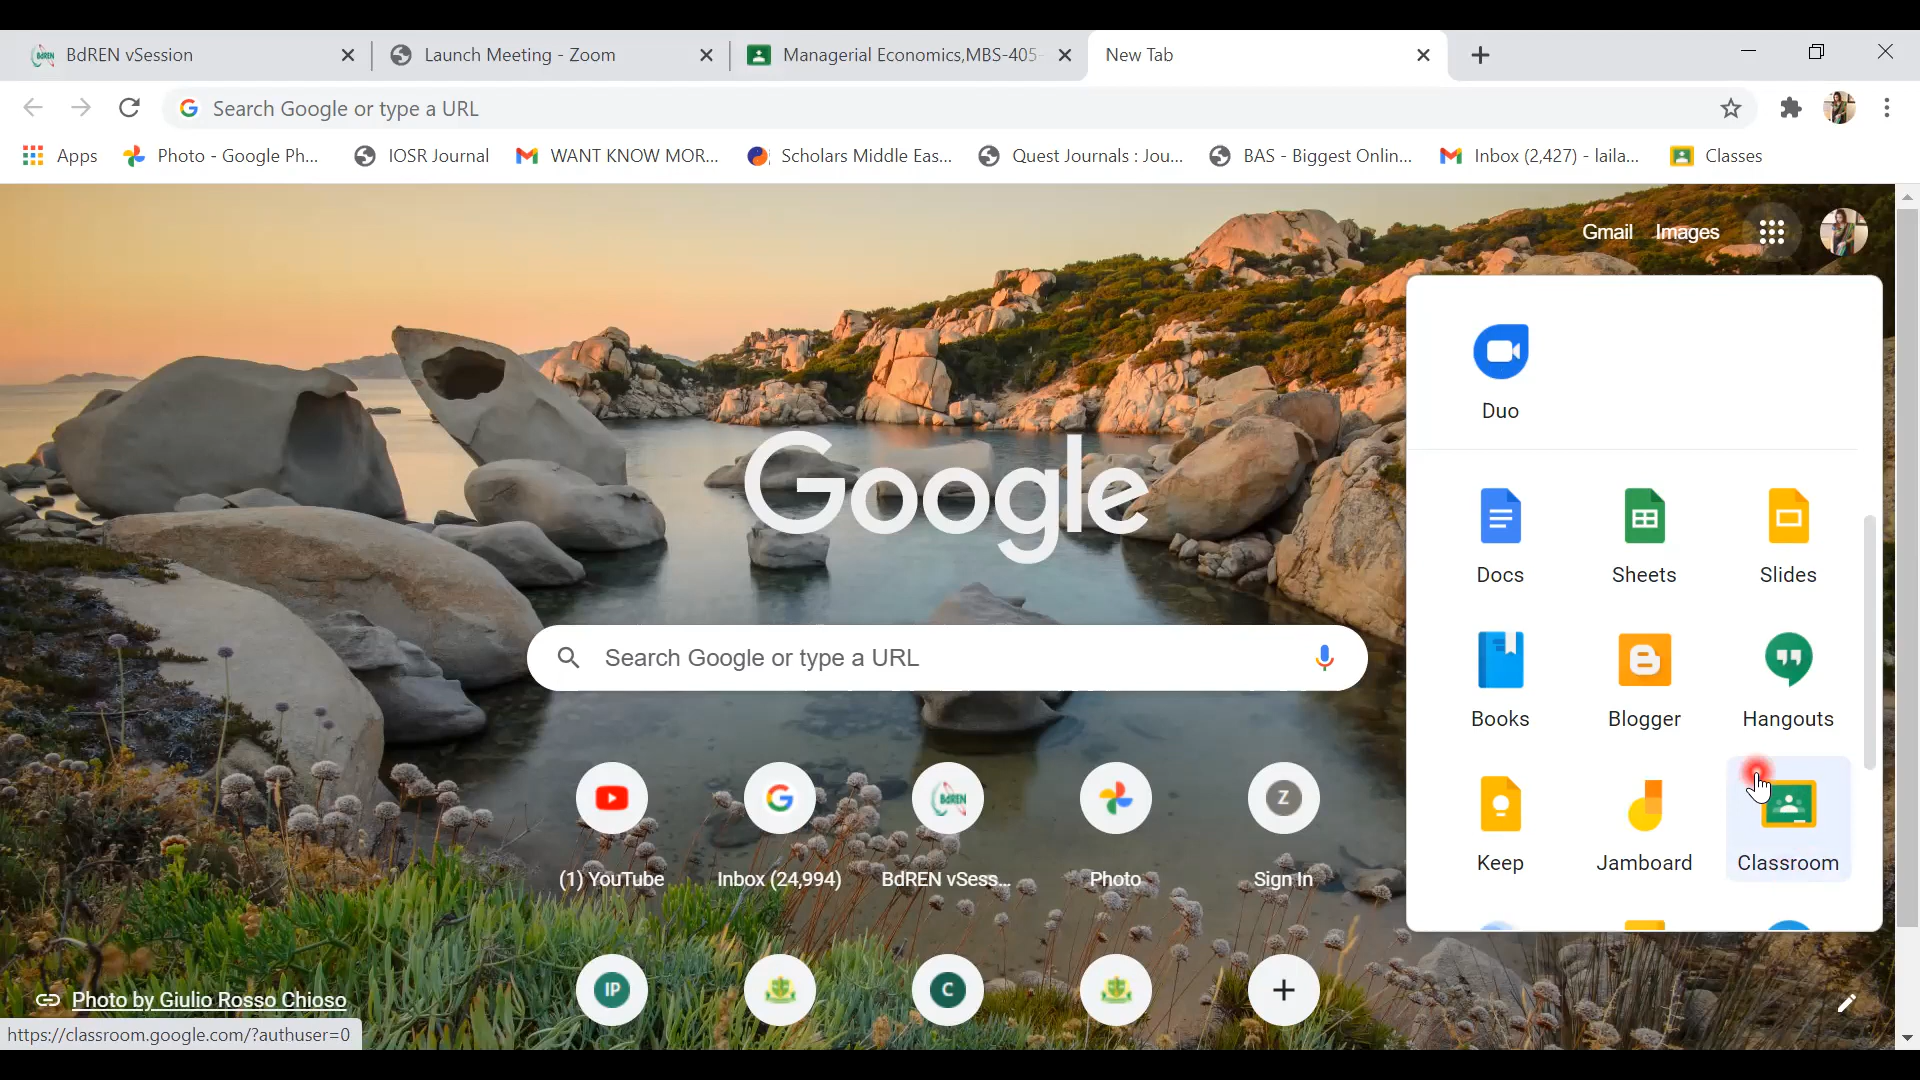 BdREN vSession
Launch Meeting - Zoom
Managerial Economics,MBS-405-
New Tab
Search Google or type a URL
Apps
Photo - Google Ph...
IOSR Journal
WANT KNOW MOR...
Scholars Middle Eas...
Quest Journals : Jou...
BAS - Biggest Onlin...
Inbox (2,427) - laila...
Classes
Gmail
Images
Duo
Google
Docs
Sheets
Slides
Search Google or type a URL
Books
Blogger
Hangouts
BdREN
Z
(1) YouTube
Inbox (24,994)
BdREN vSess...
Photo
Sign In
Keep
Jamboard
Classroom
IP
C
Photo by Giulio Rosso Chioso
https://classroom.google.com/?authuser=0